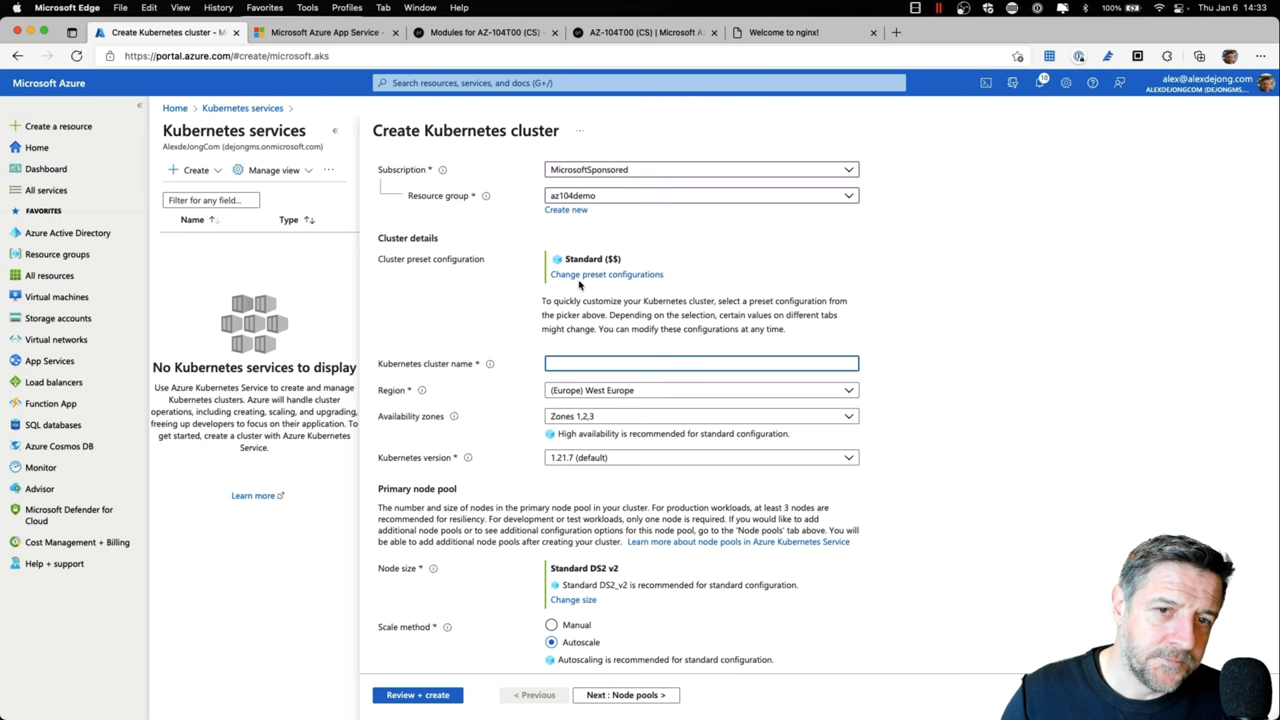 Microsoft Edge File Edit View History Favorites Tools Profiles Tab Window Help 100% Fri 7 Jan 14:33
Create Kubernetes cluster - M Microsoft Azure App Service - Modules for AZ-104T00 (CS) - AZ-104T00 (CS) | Microsoft Az Welcome to nginx!
https://portal.azure.com/#create/microsoft.aks
Microsoft Azure Search resources, services, and docs (G+/) 10 alex@alexdejong.com
ALEXDEJONGCOM (DEJONGMS....
Create a resource
Home
Dashboard
All services
FAVORITES
Azure Active Directory
Resource groups
All resources
Virtual machines
Storage accounts
Virtual networks
App Services
Load balancers
Function App
SQL databases
Azure Cosmos DB
Monitor
Advisor
Microsoft Defender for
Cloud
Cost Management + Billing
Help + support
Home > Kubernetes services >
Kubernetes services
AlexdeJongCom (dejongms.onmicrosoft.com)
Create Manage view ...
Filter for any field...
Name Type
No Kubernetes services to display
Use Azure Kubernetes Service to create and manage
Kubernetes clusters. Azure will handle cluster
operations, including creating, scaling, and upgrading,
freeing up developers to focus on their application. To
get started, create a cluster with Azure Kubernetes
Service.
Learn more
Create Kubernetes cluster ...
Subscription * MicrosoftSponsored
Resource group * az104demo
Create new
Cluster details
Cluster preset configuration Standard ($$)
Change preset configurations
To quickly customize your Kubernetes cluster, select a preset configuration from
the picker above. Depending on the selection, certain values on different tabs
might change. You can modify these configurations at any time.
Kubernetes cluster name *
Region * (Europe) West Europe
Availability zones Zones 1,2,3
High availability is recommended for standard configuration.
Kubernetes version * 1.21.7 (default)
Primary node pool
The number and size of nodes in the primary node pool in your cluster. For production workloads, at least 3 nodes are
recommended for resiliency. For development or test workloads, only one node is required. If you would like to add
additional node pools or to see additional configuration options for this node pool, go to the 'Node pools' tab above. You will
be able to add additional node pools after creating your cluster. Learn more about node pools in Azure Kubernetes Service
Node size * Standard DS2 v2
Standard DS2_v2 is recommended for standard configuration.
Change size
Scale method * Manual
Autoscale
Autoscaling is recommended for standard configuration.
Review + create < Previous Next : Node pools >